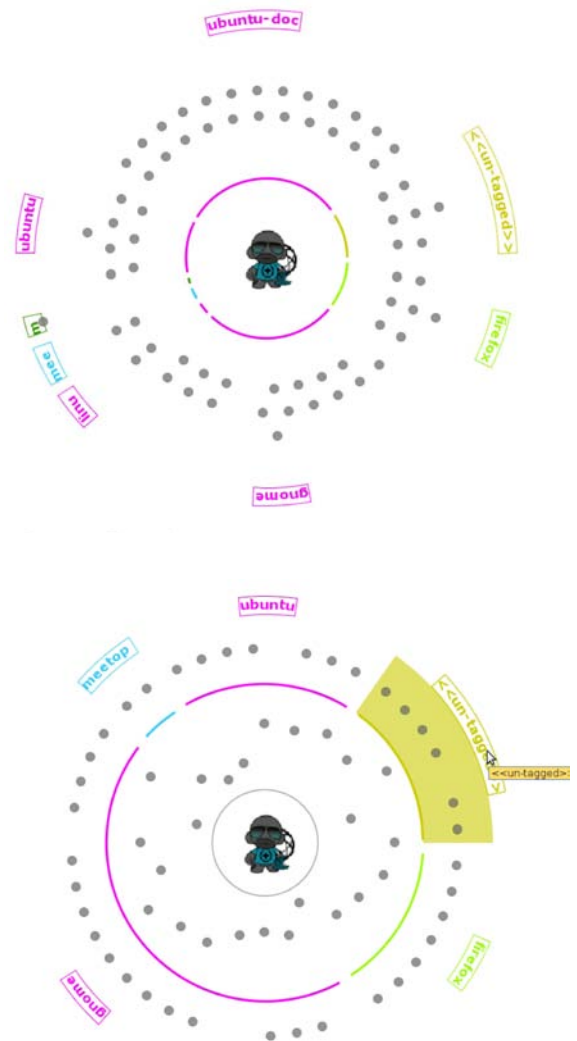 ubuntu-doc
<<un-tagged>>
ubuntu
firefox
m
mee
linu
gnome
ubuntu
meetop
<<un-tagg
<<un-tagged>>
firefox
gnome